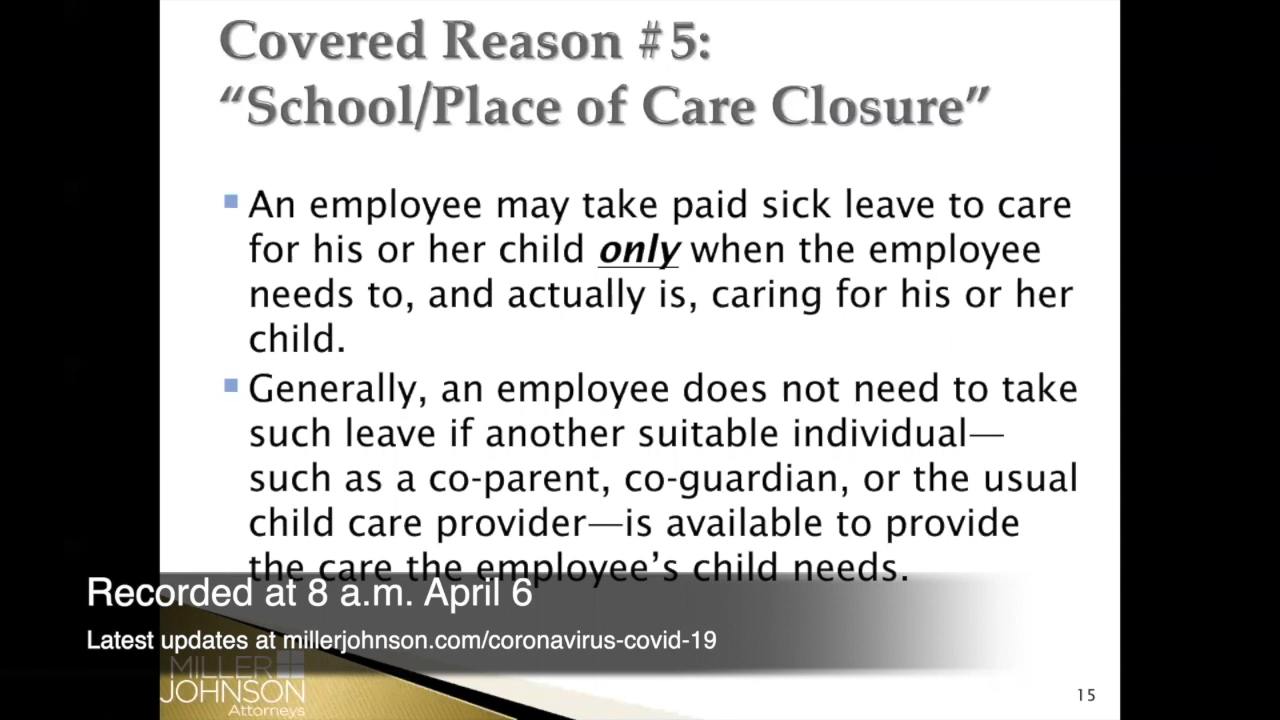 Covered Reason #5:
“School/Place of Care Closure”
An employee may take paid sick leave to care
for his or her child only when the employee
needs to, and actually is, caring for his or her
child.
Generally, an employee does not need to take
such leave if another suitable individual—
such as a co-parent, co-guardian, or the usual
child care provider—is available to provide
the care the employee’s child needs.
Recorded at 8 a.m. April 6
Latest updates at millerjohnson.com/coronavirus-covid-19
MILLER
JOHNSON
Attorneys
15